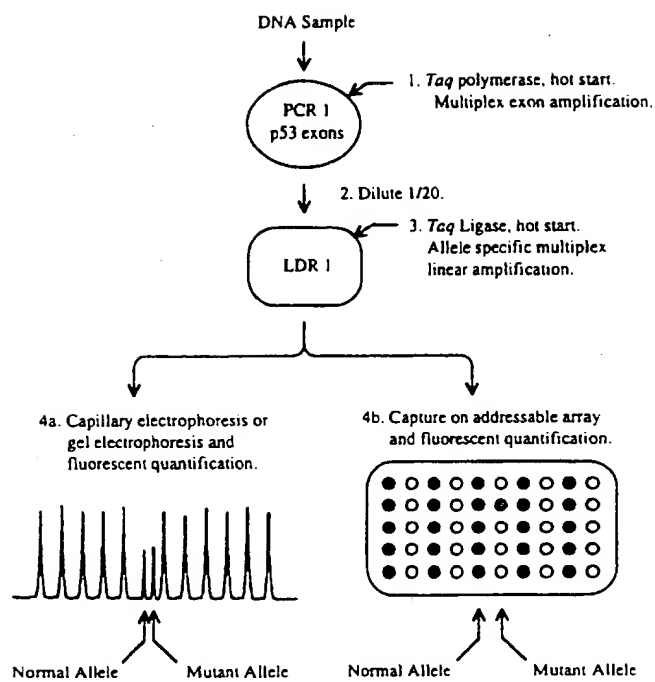 DNA Sample
1. Taq polymerase, hot start.
Multiplex exon amplification.
PCR 1
p53 exons
2. Dilute 1/20.
3. Taq Ligase, hot start.
Allele specific multiplex
linear amplification.
LDR 1
4a. Capillary electrophoresis or
gel electrophoresis and
fluorescent quantification.
4b. Capture on addressable array
and fluorescent quantification.
Normal Allele
Mutant Allele
Normal Allele
Mutant Allele